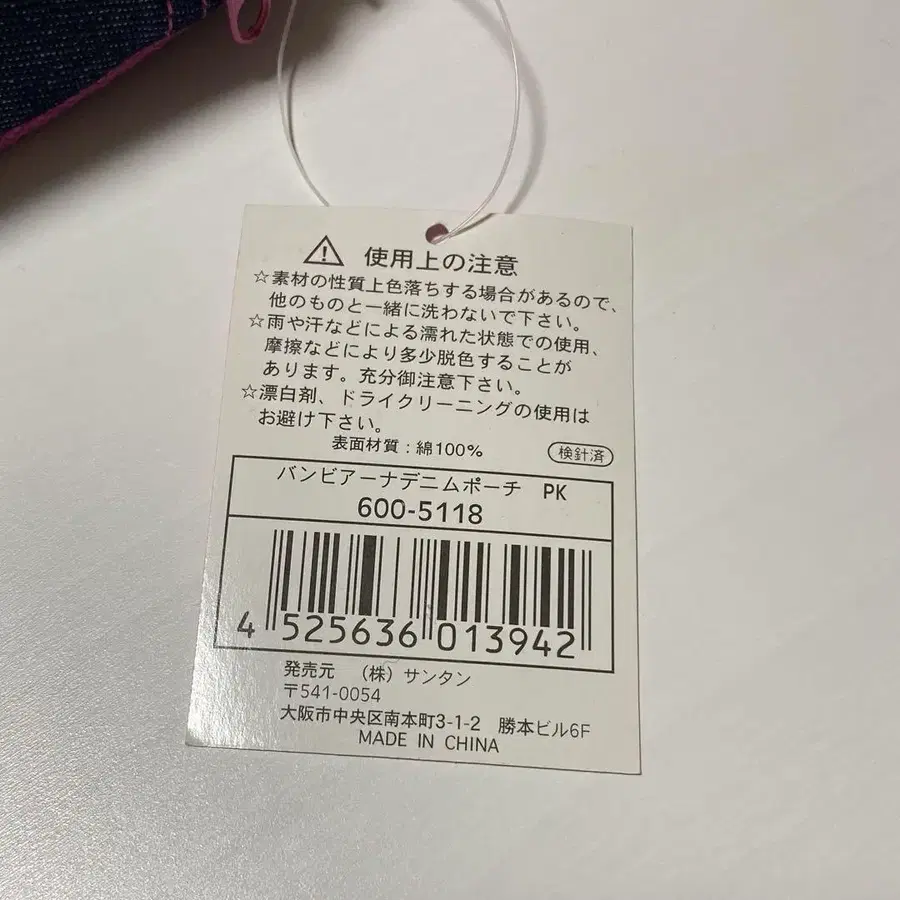 使用上の注意
☆素材の性質上色落ちする場合があるので、
他のものと一緒に洗わないで下さい。
☆雨や汗などによる濡れた状態での使用、
摩擦などにより多少脱色することが
あります。充分御注意下さい。
☆漂白剤、ドライクリーニングの使用は
お避け下さい。
表面材質：綿100% 検針済
バンビアーナデニムポーチ PK
600-5118
4 525636 013942
発売元 （株）サンタン
〒541-0054
大阪市中央区南本町3-1-2 勝本ビル6F
MADE IN CHINA